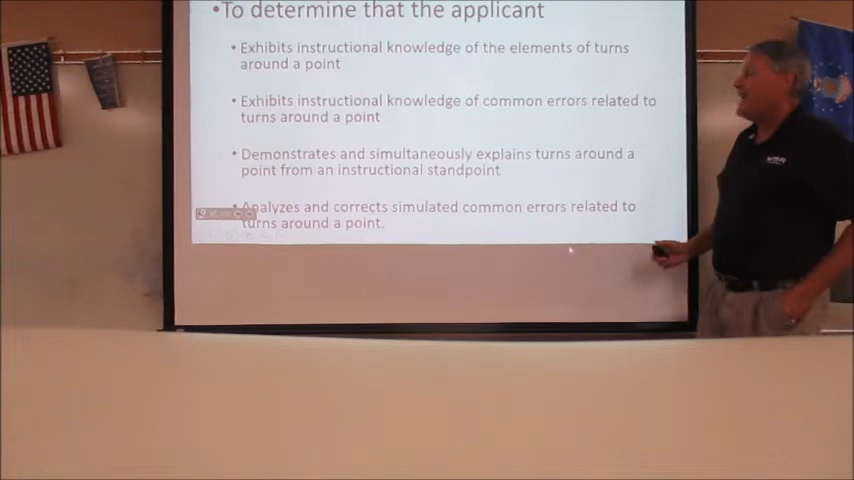 •To determine that the applicant
• Exhibits instructional knowledge of the elements of turns
around a point
• Exhibits instructional knowledge of common errors related to
turns around a point
• Demonstrates and simultaneously explains turns around a
point from an instructional standpoint
• Analyzes and corrects simulated common errors related to
turns around a point.